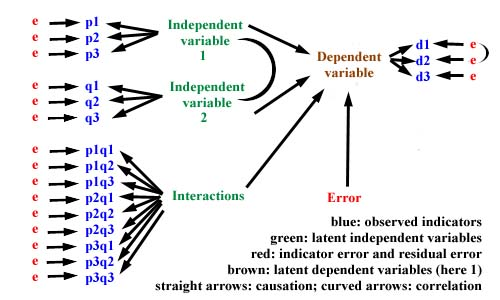 e p1
e p2
e p3
Independent
variable
1
e q1
e q2
e q3
Independent
variable
2
e p1q1
e p1q2
e p1q3
e p2q1
e p2q2
e p2q3
e p3q1
e p3q2
e p3q3
Interactions
Dependent
variable
d1 e
d2 e
d3 e
Error
blue: observed indicators
green: latent independent variables
red: indicator error and residual error
brown: latent dependent variables (here 1)
straight arrows: causation; curved arrows: correlation